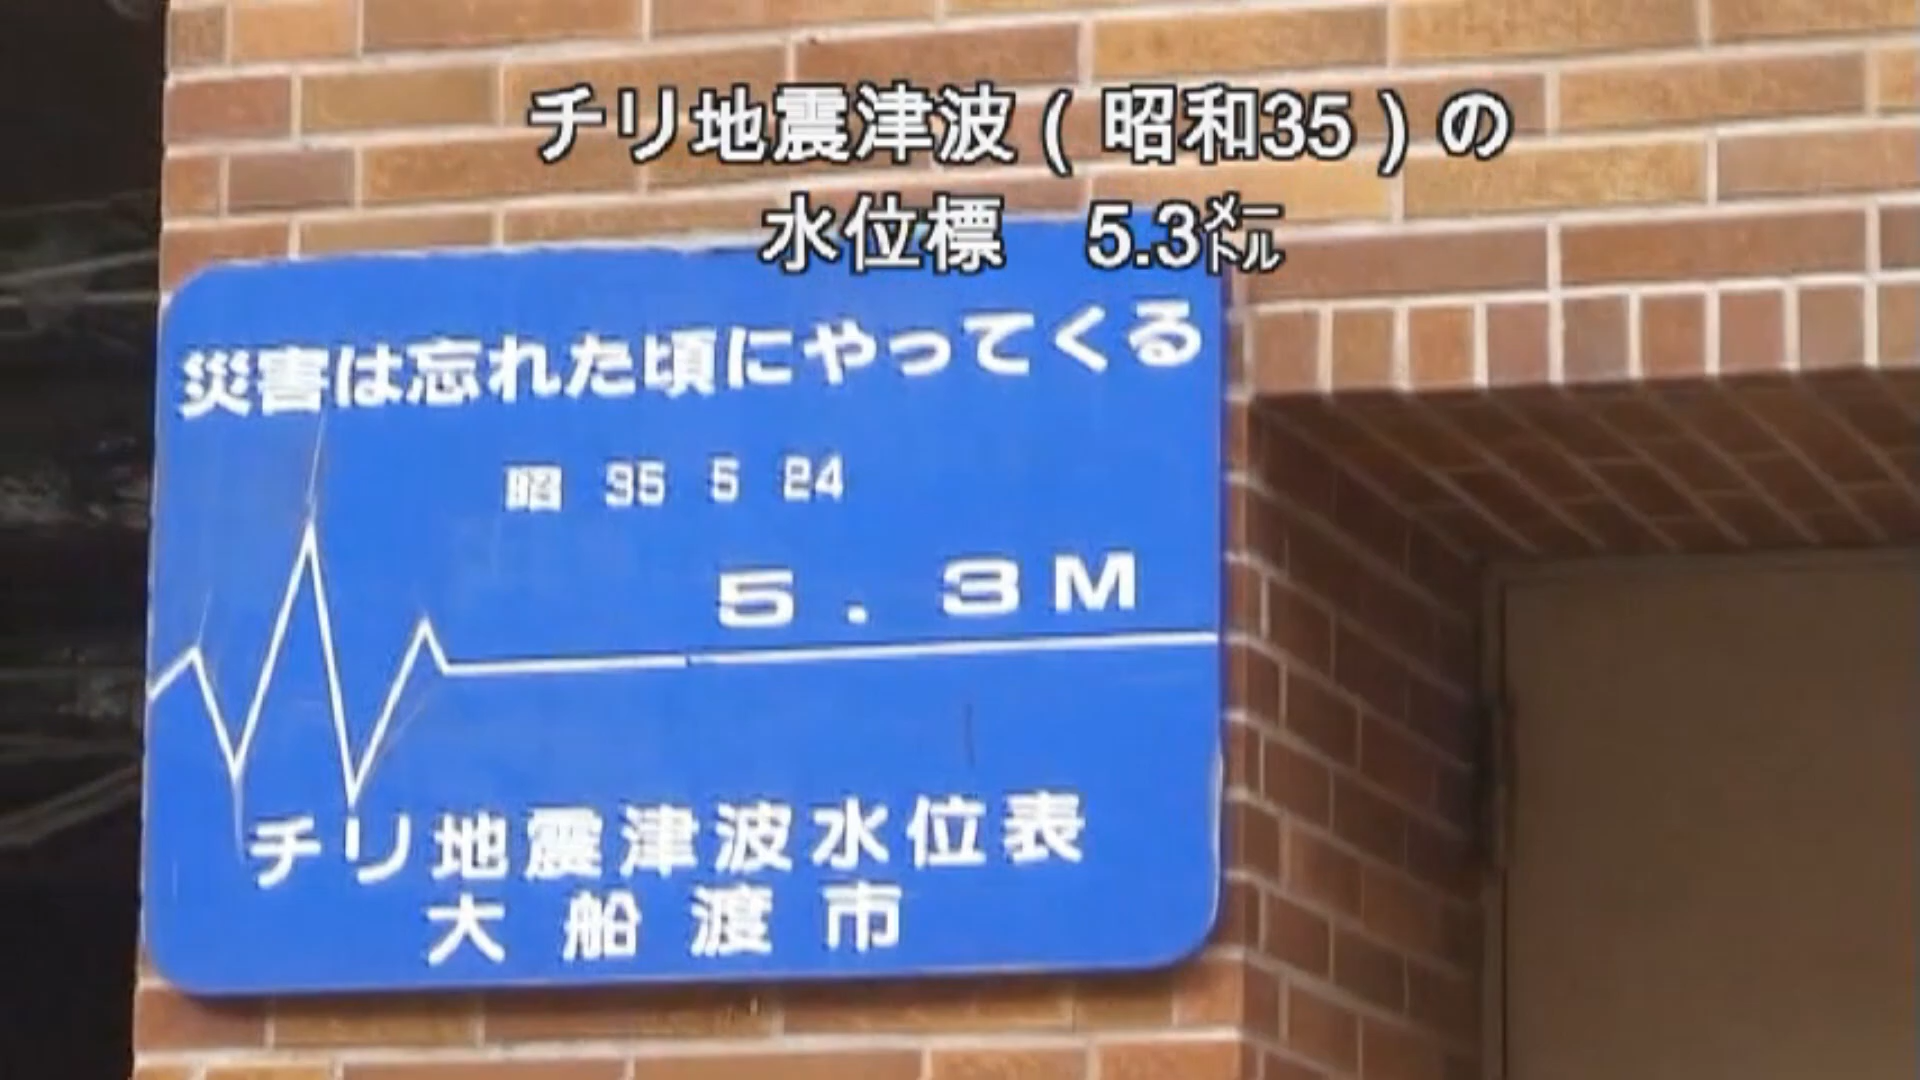 チリ地震津波（昭和35）の
水位標　5.3㍍
災害は忘れた頃にやってくる
昭 35 5 24
5.3M
チリ地震津波水位表
大船渡市